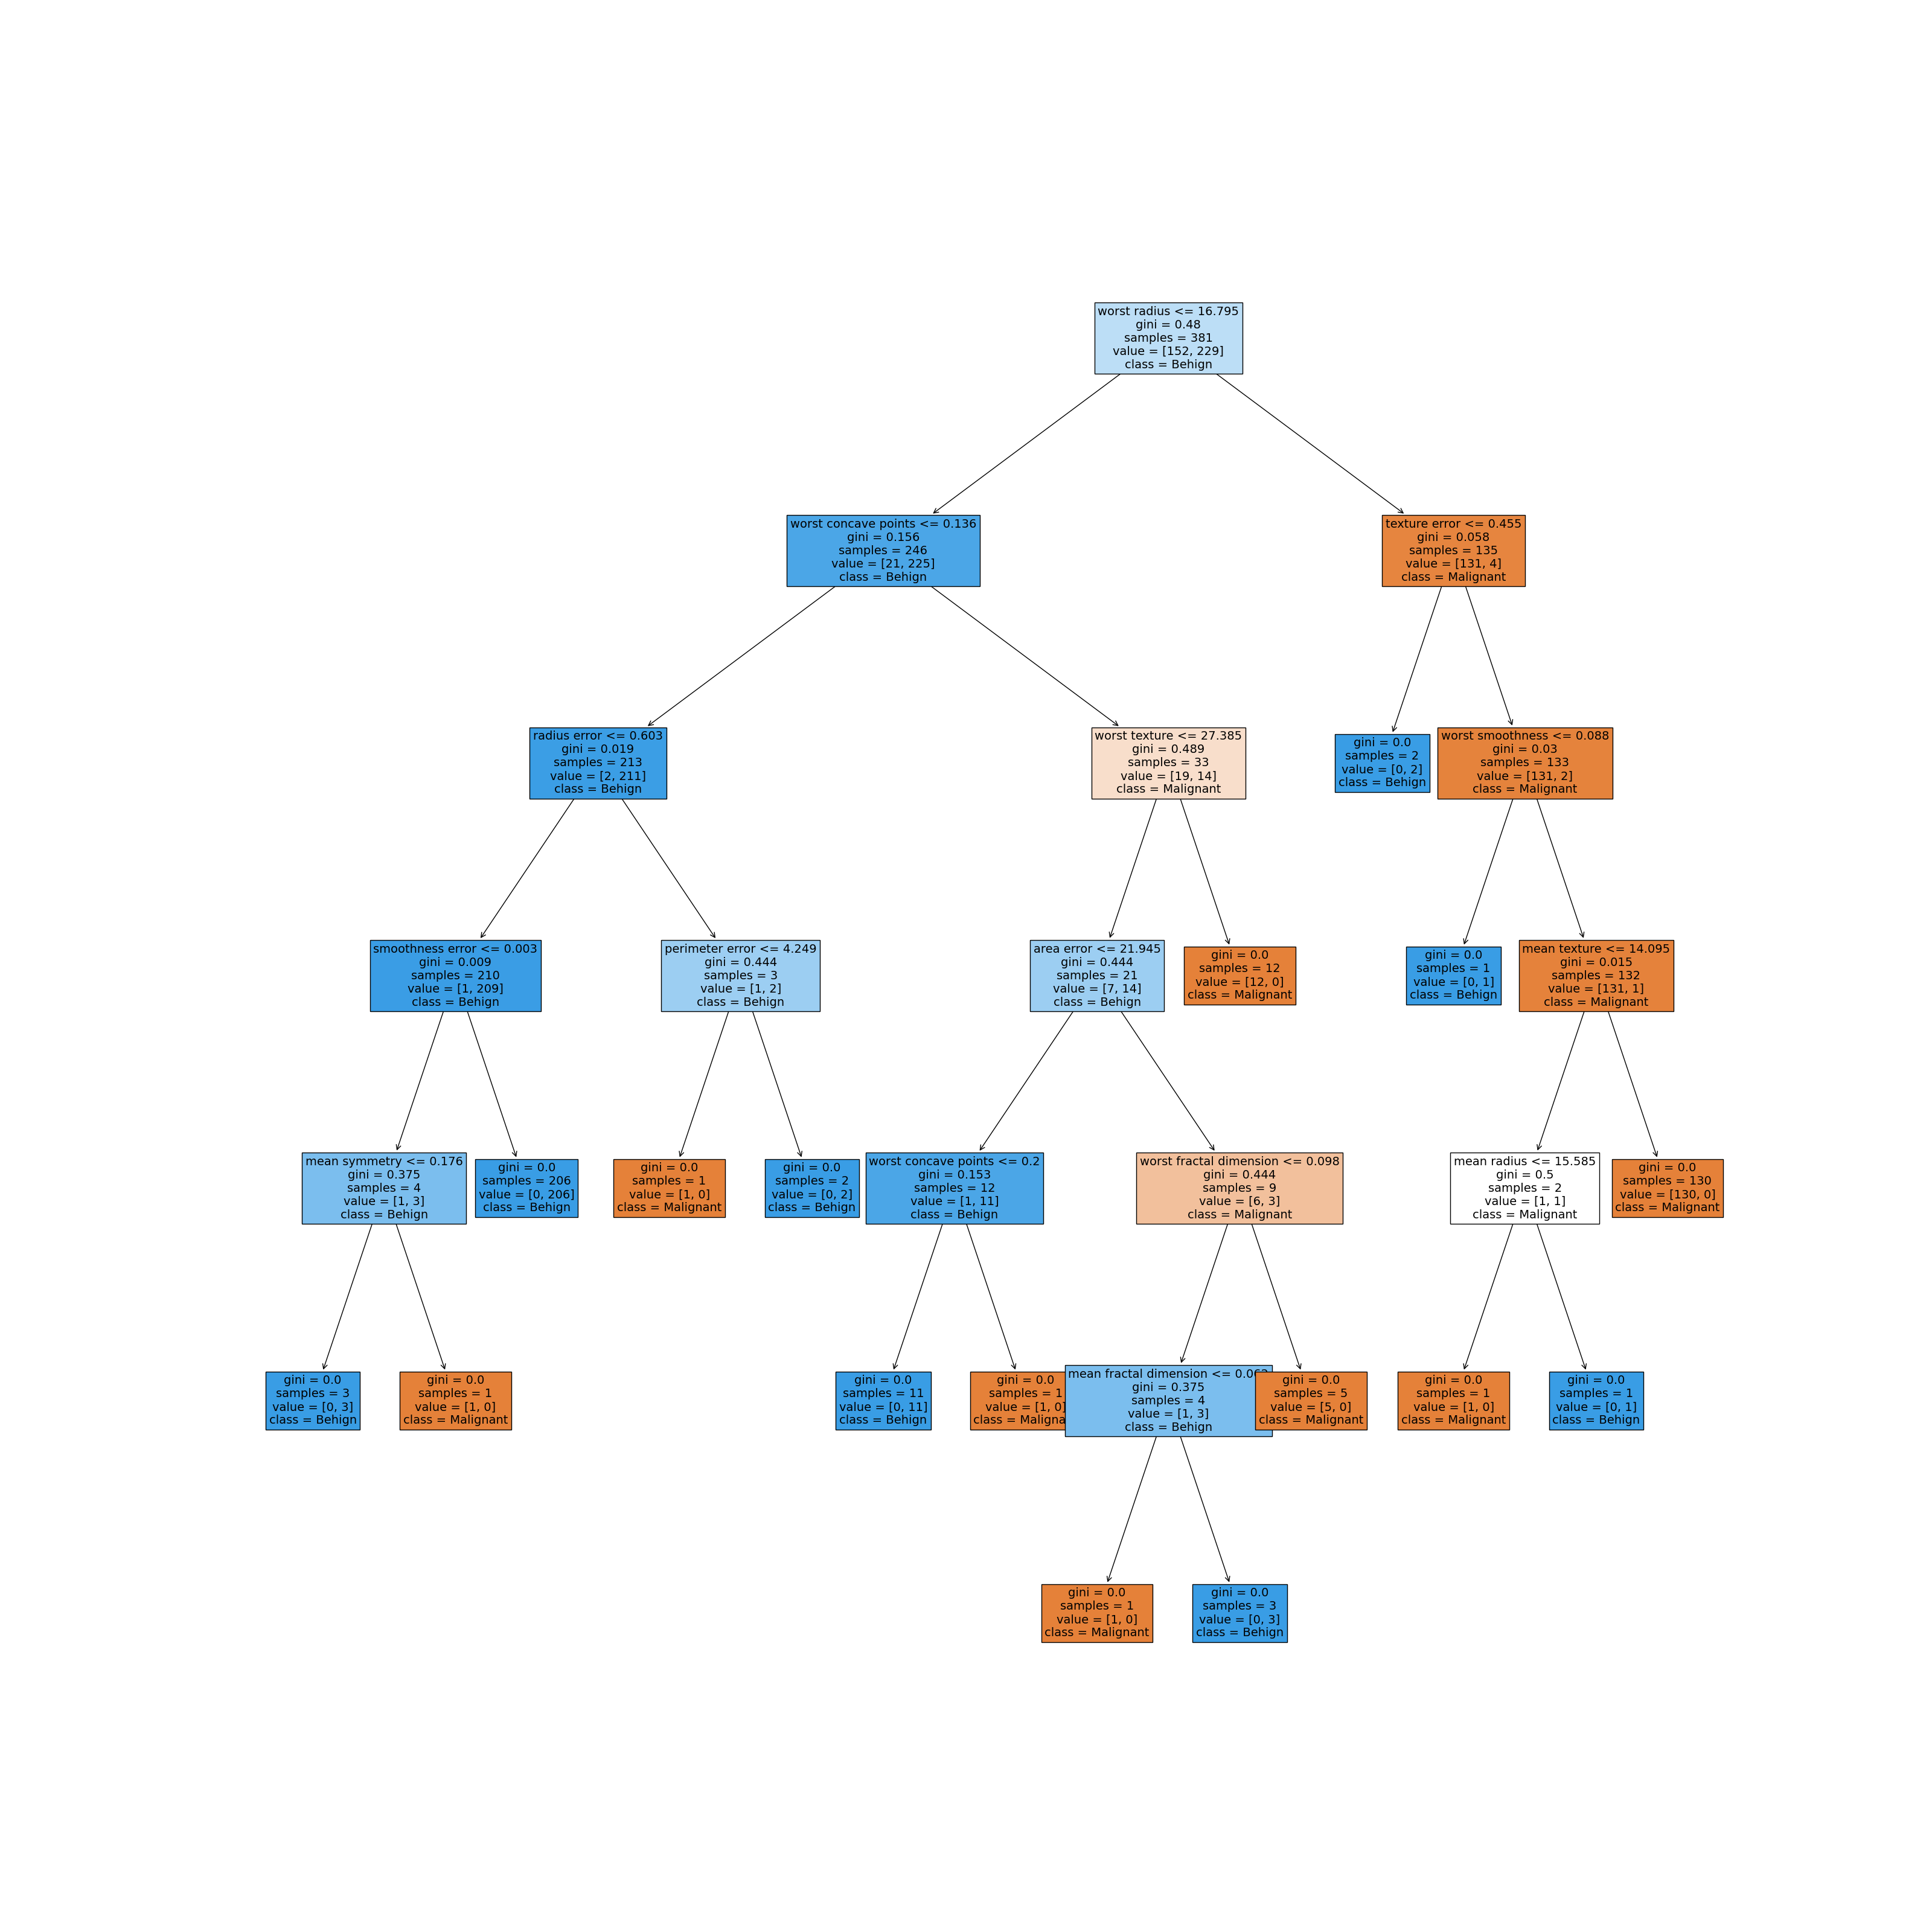 worst radius <= 16.795
gini = 0.48
samples = 381
value = [152, 229]
class = Behign
worst concave points <= 0.136
gini = 0.156
samples = 246
value = [21, 225]
class = Behign
texture error <= 0.455
gini = 0.058
samples = 135
value = [131, 4]
class = Malignant
radius error <= 0.603
gini = 0.019
samples = 213
value = [2, 211]
class = Behign
worst texture <= 27.385
gini = 0.489
samples = 33
value = [19, 14]
class = Malignant
gini = 0.0
samples = 2
value = [0, 2]
class = Behign
worst smoothness <= 0.088
gini = 0.03
samples = 133
value = [131, 2]
class = Malignant
smoothness error <= 0.003
gini = 0.009
samples = 210
value = [1, 209]
class = Behign
perimeter error <= 4.249
gini = 0.444
samples = 3
value = [1, 2]
class = Behign
area error <= 21.945
gini = 0.444
samples = 21
value = [7, 14]
class = Behign
gini = 0.0
samples = 12
value = [12, 0]
class = Malignant
gini = 0.0
samples = 1
value = [0, 1]
class = Behign
mean texture <= 14.095
gini = 0.015
samples = 132
value = [131, 1]
class = Malignant
mean symmetry <= 0.176
gini = 0.375
samples = 4
value = [1, 3]
class = Behign
gini = 0.0
samples = 206
value = [0, 206]
class = Behign
gini = 0.0
samples = 1
value = [1, 0]
class = Malignant
gini = 0.0
samples = 2
value = [0, 2]
class = Behign
worst concave points <= 0.2
gini = 0.153
samples = 12
value = [1, 11]
class = Behign
worst fractal dimension <= 0.098
gini = 0.444
samples = 9
value = [6, 3]
class = Malignant
mean radius <= 15.585
gini = 0.5
samples = 2
value = [1, 1]
class = Malignant
gini = 0.0
samples = 130
value = [130, 0]
class = Malignant
gini = 0.0
samples = 3
value = [0, 3]
class = Behign
gini = 0.0
samples = 1
value = [1, 0]
class = Malignant
gini = 0.0
samples = 11
value = [0, 11]
class = Behign
gini = 0.0
samples = 1
value = [1, 0]
class =
mean fractal dimension <=
gini = 0.375
samples = 4
value = [1, 3]
class = Behign
gini = 0.0
samples = 5
value = [5, 0]
class = Malignant
gini = 0.0
samples = 1
value = [1, 0]
class = Malignant
gini = 0.0
samples = 1
value = [0, 1]
class = Behign
gini = 0.0
samples = 1
value = [1, 0]
class = Malignant
gini = 0.0
samples = 3
value = [0, 3]
class = Behign